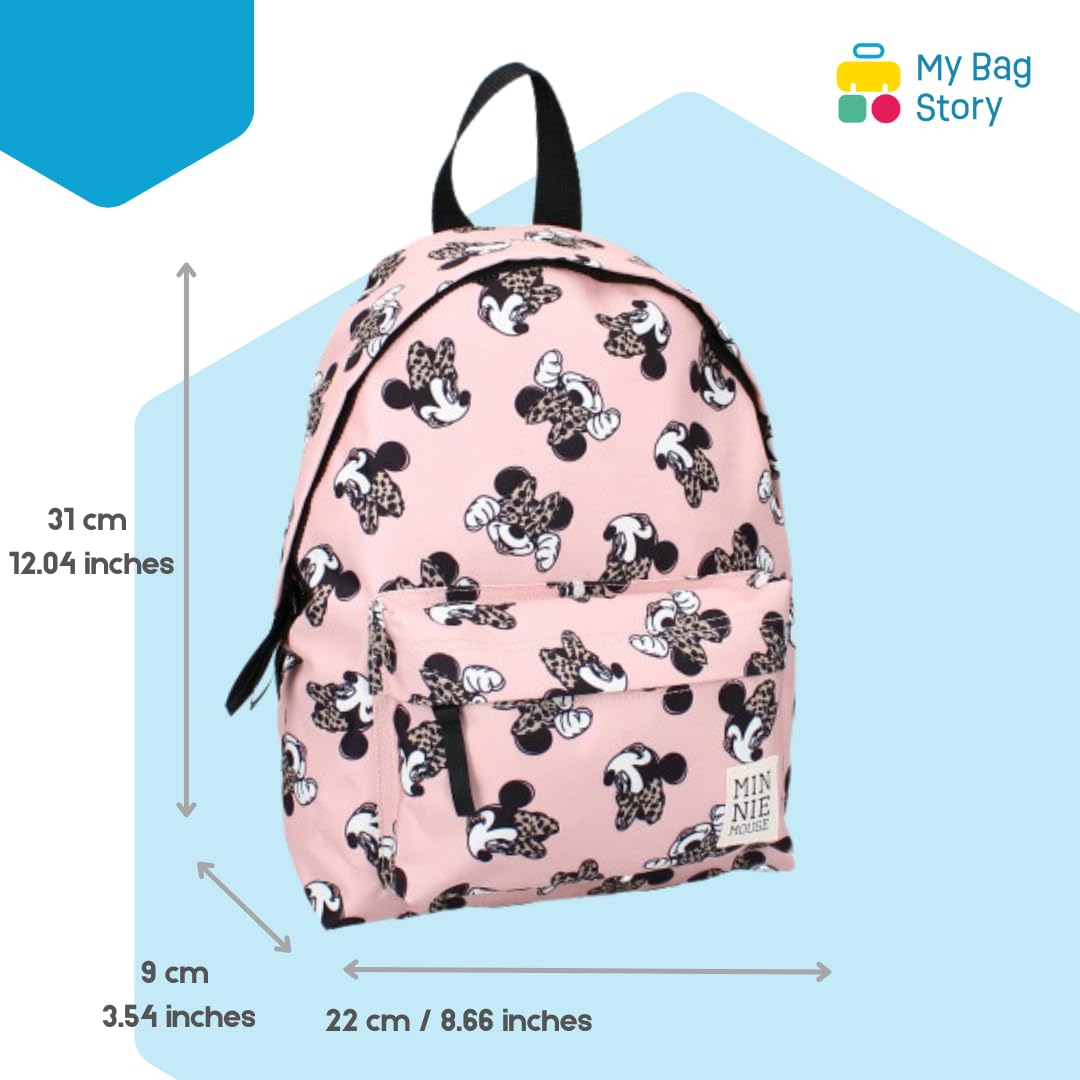 My Bag
Story
31 cm
12.04 inches
MIN
NIE
MOUSE
9 cm
3.54 inches
22 cm / 8.66 inches